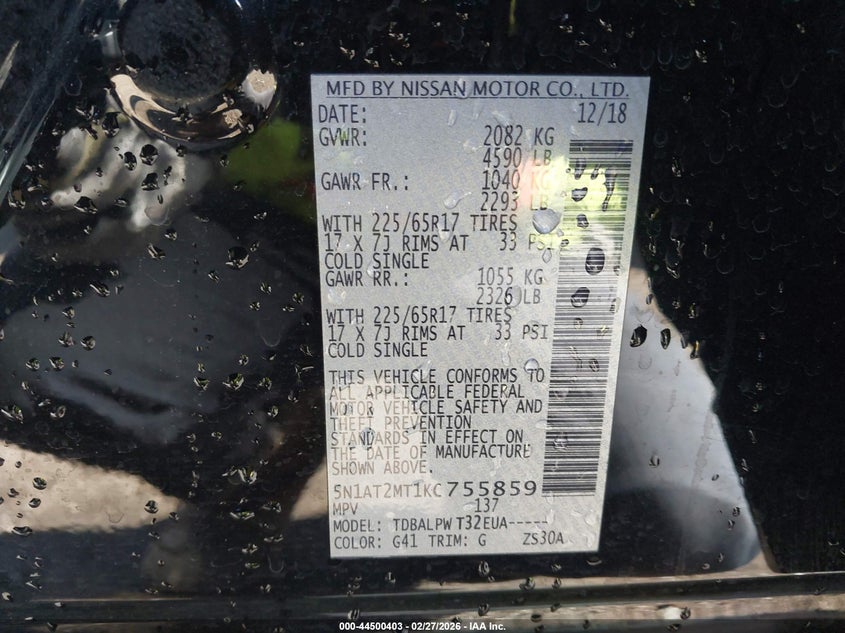 MFD BY NISSAN MOTOR CO., LTD.
DATE: 12/18
GVWR: 2082 KG
4590 LB
GAWR FR.: 1040 KG
2293 LB
WITH 225/65R17 TIRES
17 X 7J RIMS AT 33 PSI
COLD SINGLE
GAWR RR.: 1055 KG
2326 LB
WITH 225/65R17 TIRES
17 X 7J RIMS AT 33 PSI
COLD SINGLE
THIS VEHICLE CONFORMS TO
ALL APPLICABLE FEDERAL
MOTOR VEHICLE SAFETY AND
THEFT PREVENTION
STANDARDS IN EFFECT ON
THE DATE OF MANUFACTURE
SHOWN ABOVE.
5N1AT2MT1KC755859
MPV 137
MODEL: TDBALPW T32EUA-----
COLOR: G41 TRIM: G ZS30A
000-44500403 - 02/27/2026 - IAA Inc.